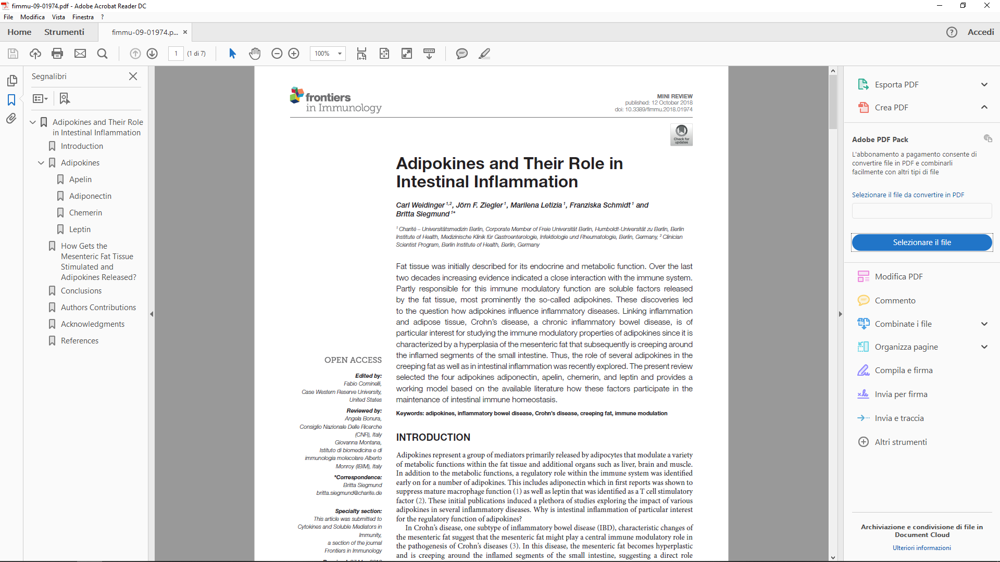 fimmu-09-01974.pdf - Adobe Acrobat Reader DC
File Modifica Vista Finestra ?
Home Strumenti fimmu-09-01974.p... × ? Accedi
1 (1 di 7) 100%
Segnalibri
Adipokines and Their Role
in Intestinal Inflammation
Introduction
Adipokines
Apelin
Adiponectin
Chemerin
Leptin
How Gets the
Mesenteric Fat Tissue
Stimulated and
Adipokines Released?
Conclusions
Authors Contributions
Acknowledgments
References
frontiers
in Immunology
MINI REVIEW
published: 12 October 2018
doi: 10.3389/fimmu.2018.01974
Check for
updates
Adipokines and Their Role in
Intestinal Inflammation
Carl Weidinger 1,2, Jörn F. Ziegler 1, Marilena Letizia 1, Franziska Schmidt 1 and
Britta Siegmund 1*
1 Charité – Universitätsmedizin Berlin, Corporate Member of Freie Universität Berlin, Humboldt-Universität zu Berlin, Berlin
Institute of Health, Medizinische Klinik für Gastroenterologie, Infektiologie und Rheumatologie, Berlin, Germany, 2 Clinician
Scientist Program, Berlin Institute of Health, Berlin, Germany
Fat tissue was initially described for its endocrine and metabolic function. Over the last
two decades increasing evidence indicated a close interaction with the immune system.
Partly responsible for this immune modulatory function are soluble factors released
by the fat tissue, most prominently the so-called adipokines. These discoveries led
to the question how adipokines influence inflammatory diseases. Linking inflammation
and adipose tissue, Crohn's disease, a chronic inflammatory bowel disease, is of
particular interest for studying the immune modulatory properties of adipokines since it is
characterized by a hyperplasia of the mesenteric fat that subsequently is creeping around
the inflamed segments of the small intestine. Thus, the role of several adipokines in the
creeping fat as well as in intestinal inflammation was recently explored. The present review
selected the four adipokines adiponectin, apelin, chemerin, and leptin and provides a
working model based on the available literature how these factors participate in the
maintenance of intestinal immune homeostasis.
Keywords: adipokines, inflammatory bowel disease, Crohn's disease, creeping fat, immune modulation
OPEN ACCESS
Edited by:
Fabio Cominelli,
Case Western Reserve University,
United States
Reviewed by:
Angela Bonura,
Consiglio Nazionale Delle Ricerche
(CNR), Italy
Giovanna Montana,
Istituto di biomedicina e di
immunologia molecolare Alberto
Monroy (IBIM), Italy
*Correspondence:
Britta Siegmund
britta.siegmund@charite.de
Specialty section:
This article was submitted to
Cytokines and Soluble Mediators in
Immunity,
a section of the journal
Frontiers in Immunology
INTRODUCTION
Adipokines represent a group of mediators primarily released by adipocytes that modulate a variety
of metabolic functions within the fat tissue and additional organs such as liver, brain and muscle.
In addition to the metabolic functions, a regulatory role within the immune system was identified
early on for a number of adipokines. This includes adiponectin which in first reports was shown to
suppress mature macrophage function (1) as well as leptin that was identified as a T cell stimulatory
factor (2). These initial publications induced a plethora of studies exploring the impact of various
adipokines in several inflammatory diseases. Why is intestinal inflammation of particular interest
for the regulatory function of adipokines?
In Crohn's disease, one subtype of inflammatory bowel disease (IBD), characteristic changes of
the mesenteric fat suggest that the mesenteric fat might play a central immune modulatory role in
the pathogenesis of Crohn's diseases (3). In this disease, the mesenteric fat becomes hyperplastic
and is creeping around the inflamed segments of the small intestine, suggesting a direct role
Esporta PDF
Crea PDF
Adobe PDF Pack
L'abbonamento a pagamento consente di
convertire file in PDF e combinarli
facilmente con altri tipi di file
Selezionare il file da convertire in PDF
Selezionare il file
Modifica PDF
Commento
Combinate i file
Organizza pagine
Compila e firma
Invia per firma
Invia e traccia
Altri strumenti
Archiviazione e condivisione di file in
Document Cloud
Ulteriori informazioni